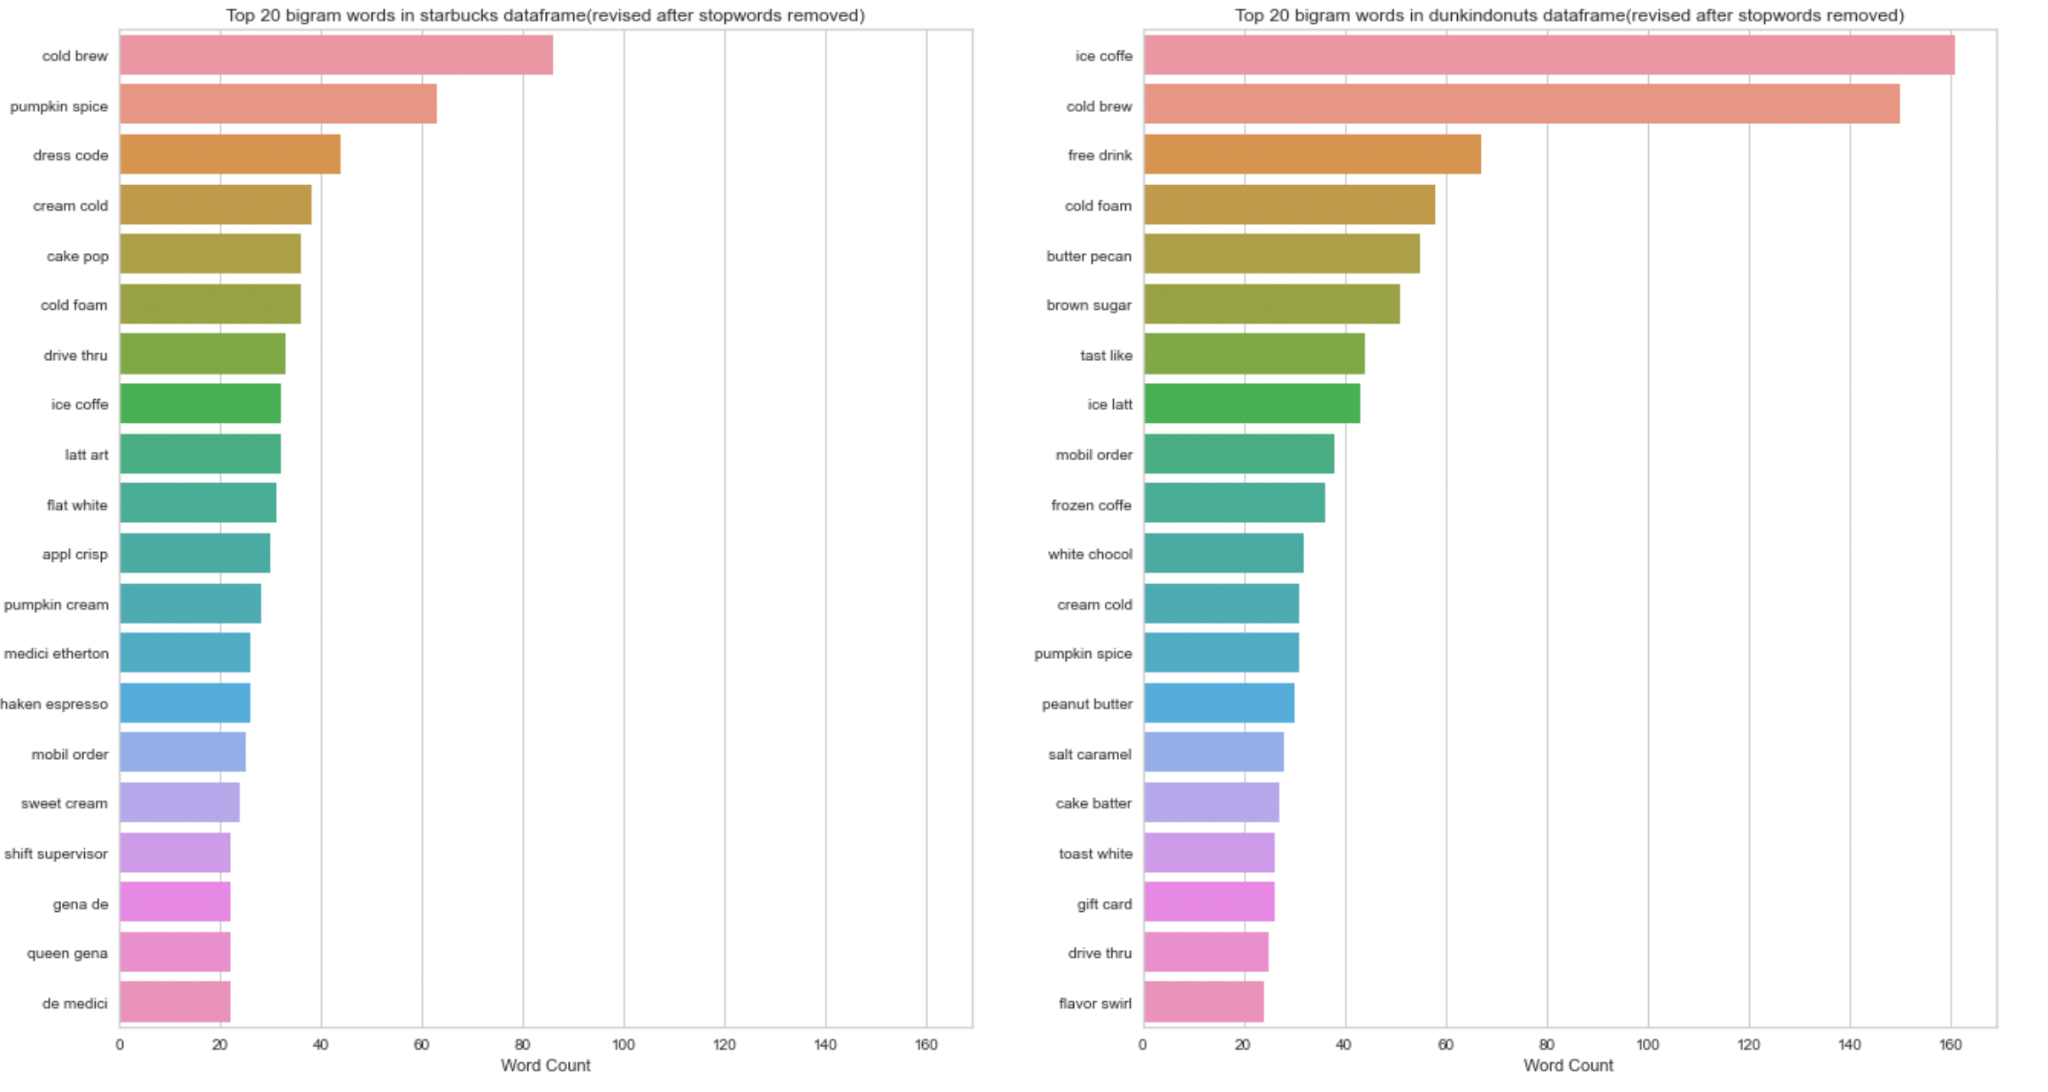 Top 20 bigram words in starbucks dataframe(revised after stopwords removed)
cold brew
pumpkin spice
dress code
cream cold
cake pop
cold foam
drive thru
ice coffe
latt art
flat white
appl crisp
pumpkin cream
medici etherton
haken espresso
mobil order
sweet cream
shift supervisor
gena de
queen gena
de medici
0 20 40 60 80 100 120 140 160
Word Count
Top 20 bigram words in dunkindonuts dataframe(revised after stopwords removed)
ice coffe
cold brew
free drink
cold foam
butter pecan
brown sugar
tast like
ice latt
mobil order
frozen coffe
white chocol
cream cold
pumpkin spice
peanut butter
salt caramel
cake batter
toast white
gift card
drive thru
flavor swirl
0 20 40 60 80 100 120 140 160
Word Count